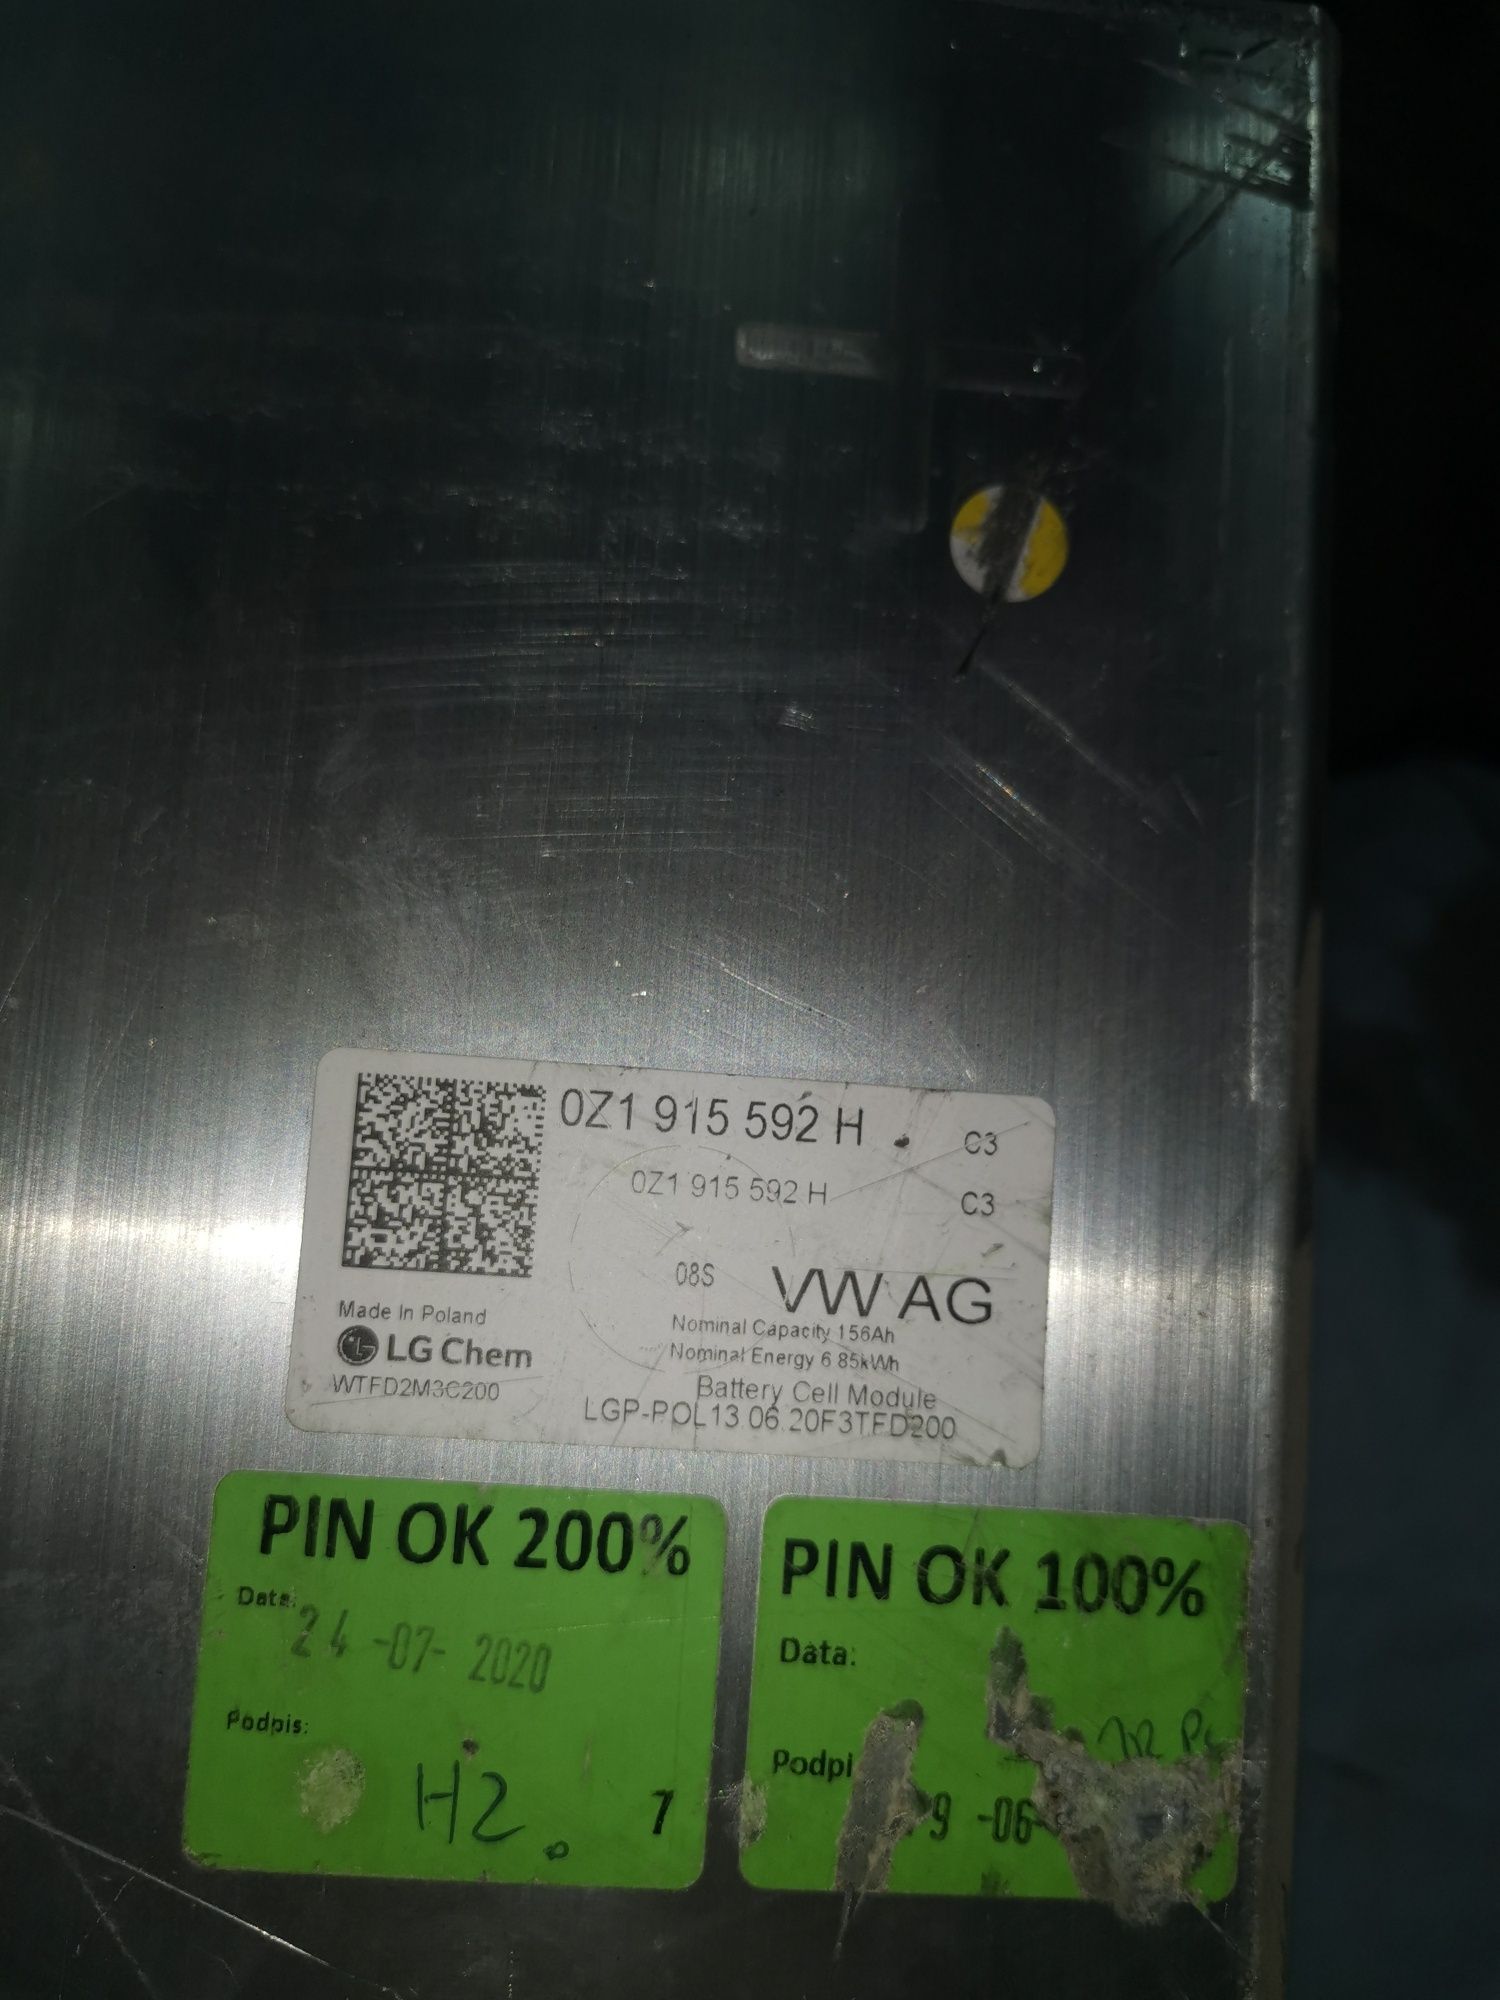 0Z1 915 592 H C3
0Z1 915 592 H C3
08S VW AG
Made In Poland
Nominal Capacity 156Ah
LG Chem
Nominal Energy 6.85kWh
WTFD2M3C200
Battery Cell Module
LGP-POL13.06.20F3TFD200
PIN OK 200%
Data:
24 -07- 2020
Podpis:
H2.
7
PIN OK 100%
Data:
Podpi
9 -06-